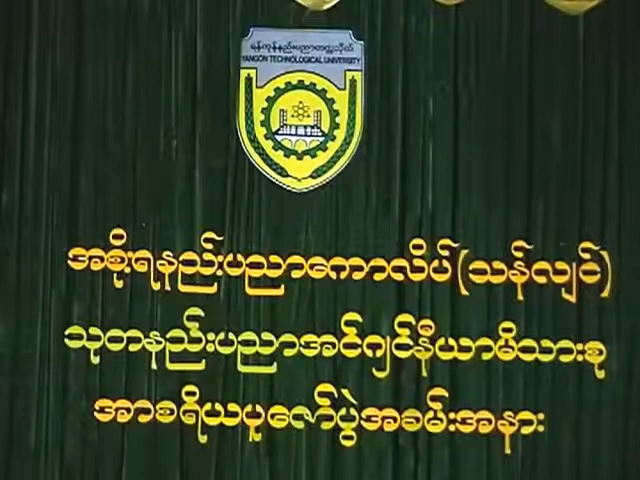 ရန်ကုန်နည်းပညာတက္ကသိုလ်
YANGON TECHNOLOGICAL UNIVERSITY
အစိုးရနည်းပညာကောလိပ်(သန်လျင်)
သုတနည်းပညာအင်ဂျင်နီယာမိသားစု
အာစရိယပူဇော်ပွဲအခမ်းအနား